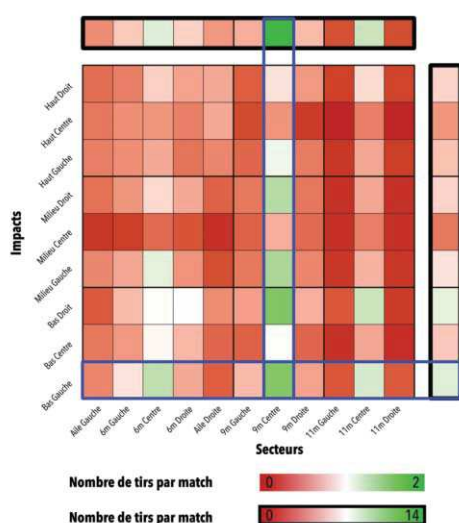 Impacts
Haut Droit
Haut Centre
Haut Gauche
Milieu Droit
Milieu Centre
Milieu Gauche
Bas Droit
Bas Centre
Bas Gauche
Aile Gauche
6m Gauche
6m Centre
6m Droite
Aile Droite
9m Gauche
9m Centre
9m Droite
11m Gauche
11m Centre
11m Droite
Secteurs
Nombre de tirs par match 0 2
Nombre de tirs par match 0 14